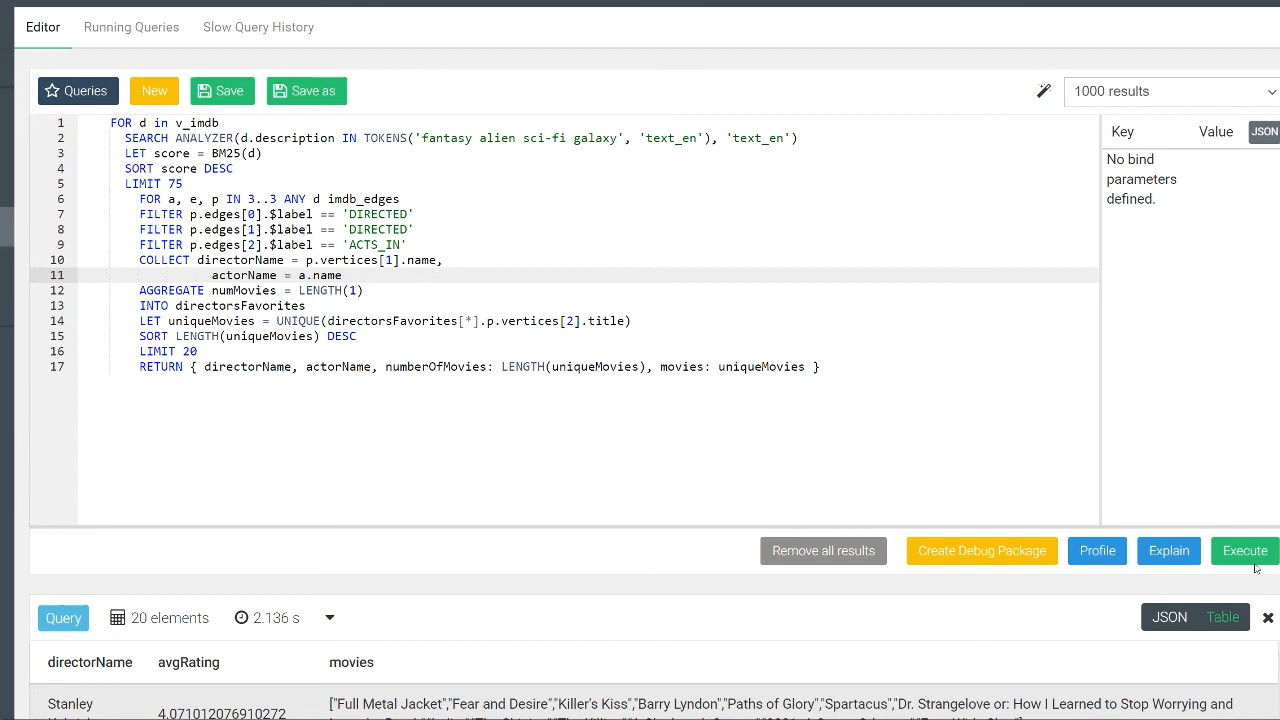 Editor Running Queries Slow Query History
Queries New Save Save as 1000 results
1 FOR d in v_imdb
2 SEARCH ANALYZER(d.description IN TOKENS('fantasy alien sci-fi galaxy', 'text_en'), 'text_en')
3 LET score = BM25(d)
4 SORT score DESC
5 LIMIT 75
6 FOR a, e, p IN 3..3 ANY d imdb_edges
7 FILTER p.edges[0].$label == 'DIRECTED'
8 FILTER p.edges[1].$label == 'DIRECTED'
9 FILTER p.edges[2].$label == 'ACTS_IN'
10 COLLECT directorName = p.vertices[1].name,
11 actorName = a.name
12 AGGREGATE numMovies = LENGTH(1)
13 INTO directorsFavorites
14 LET uniqueMovies = UNIQUE(directorsFavorites[*].p.vertices[2].title)
15 SORT LENGTH(uniqueMovies) DESC
16 LIMIT 20
17 RETURN { directorName, actorName, numberOfMovies: LENGTH(uniqueMovies), movies: uniqueMovies }
Key Value JSON
No bind
parameters
defined.
Remove all results Create Debug Package Profile Explain Execute
Query 20 elements 2.136 s JSON Table
directorName avgRating movies
Stanley
4.071012076910272
["Full Metal Jacket","Fear and Desire","Killer's Kiss","Barry Lyndon","Paths of Glory","Spartacus","Dr. Strangelove or: How I Learned to Stop Worrying and